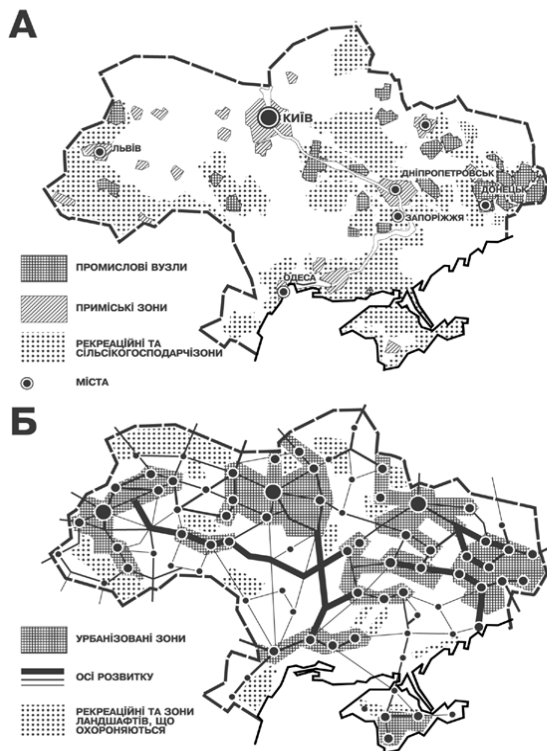 А
КИЇВ
ЛЬВІВ
ДНІПРОПЕТРОВСЬК
ДОНЕЦЬК
ЗАПОРІЖЖЯ
ОДЕСА
ПРОМИСЛОВІ ВУЗЛИ
ПРИМІСЬКІ ЗОНИ
РЕКРЕАЦІЙНІ ТА
СІЛЬСІКОГОСПОДАРЧІЗОНИ
МІСТА
Б
УРБАНІЗОВАНІ ЗОНИ
ОСІ РОЗВИТКУ
РЕКРЕАЦІЙНІ ТА ЗОНИ
ЛАНДШАФТІВ, ЩО
ОХОРОНЯЮТЬСЯ